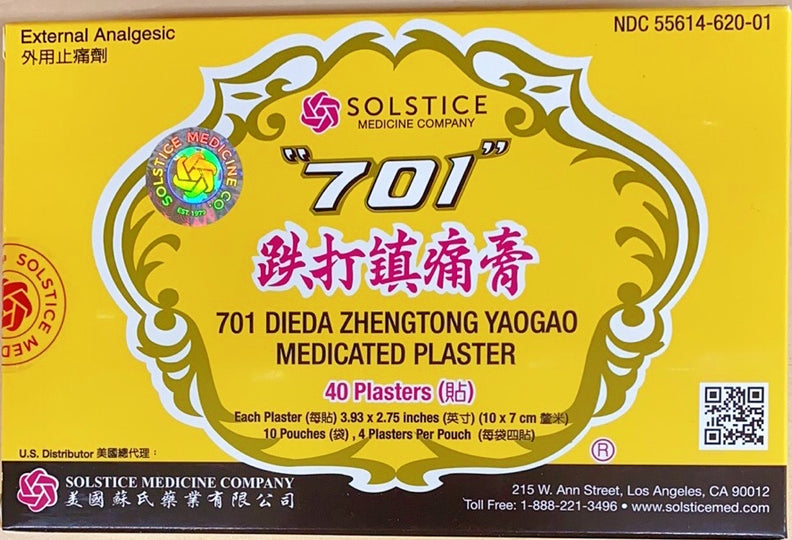 External Analgesic
外用止痛劑
NDC 55614-620-01
SOLSTICE
MEDICINE COMPANY
SOLSTICE MEDICINE CO.
EST. 1972
"701"
跌打鎮痛膏
SOLSTICE MED
701 DIEDA ZHENGTONG YAOGAO
MEDICATED PLASTER
40 Plasters (貼)
Each Plaster (每貼) 3.93 x 2.75 inches (英寸) (10 x 7 cm 釐米)
10 Pouches (袋) , 4 Plasters Per Pouch (每袋四貼)
®
U.S. Distributor 美國總代理：
SOLSTICE MEDICINE COMPANY
美國蘇氏藥業有限公司
215 W. Ann Street, Los Angeles, CA 90012
Toll Free: 1-888-221-3496 • www.solsticemed.com